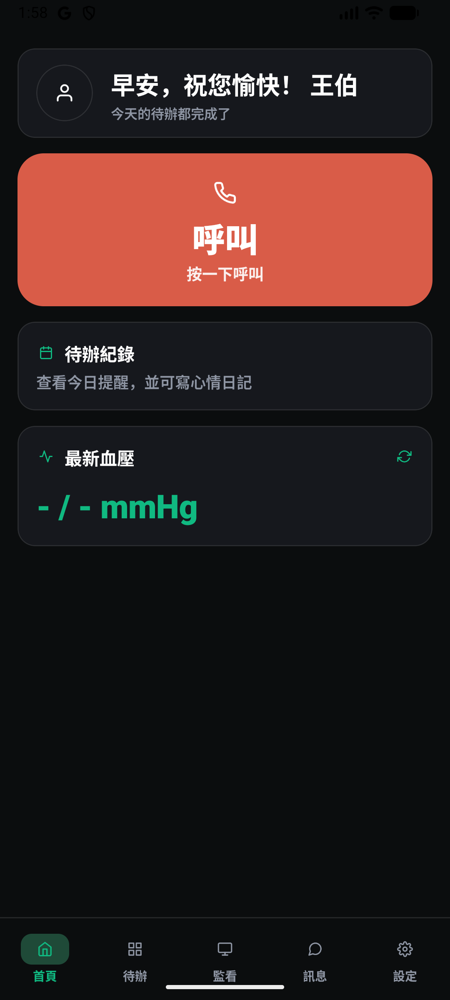 1:58
早安，祝您愉快！ 王伯
今天的待辦都完成了
呼叫
按一下呼叫
待辦紀錄
查看今日提醒，並可寫心情日記
最新血壓
- / - mmHg
首頁 待辦 監看 訊息 設定